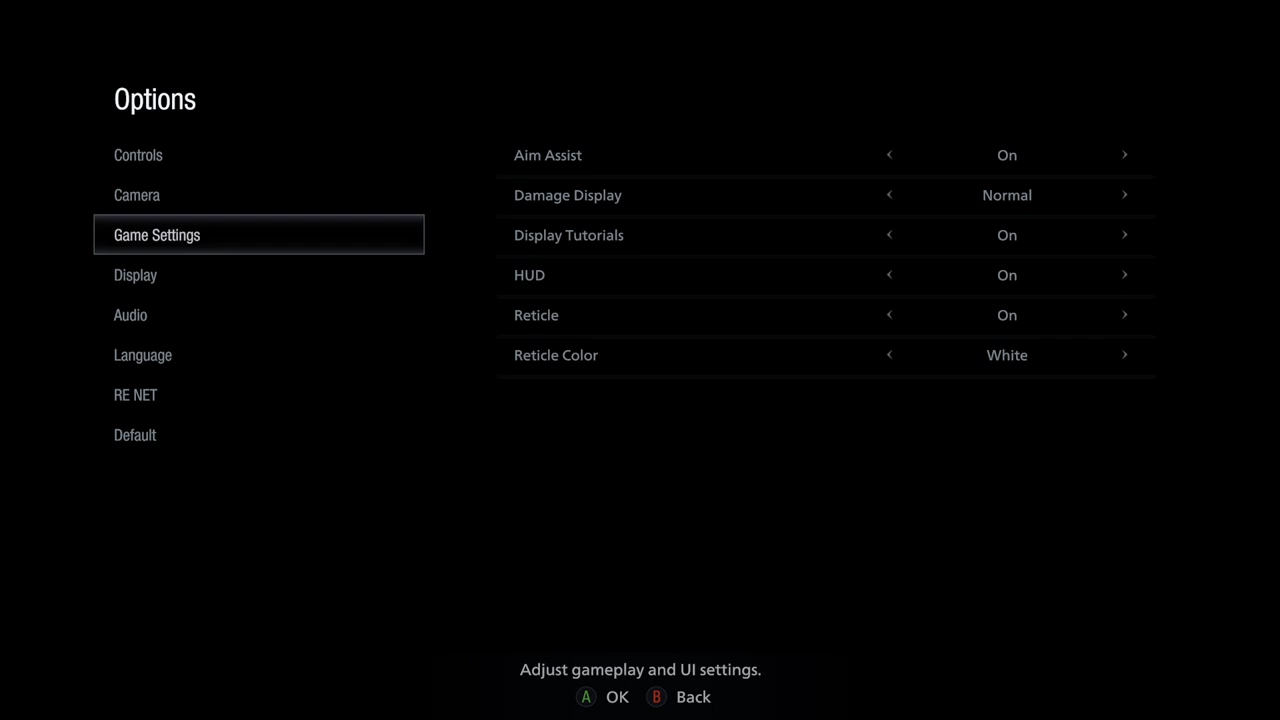 Options
Controls
Camera
Game Settings
Display
Audio
Language
RE NET
Default
Aim Assist On
Damage Display Normal
Display Tutorials On
HUD On
Reticle On
Reticle Color White
Adjust gameplay and UI settings.
A OK B Back